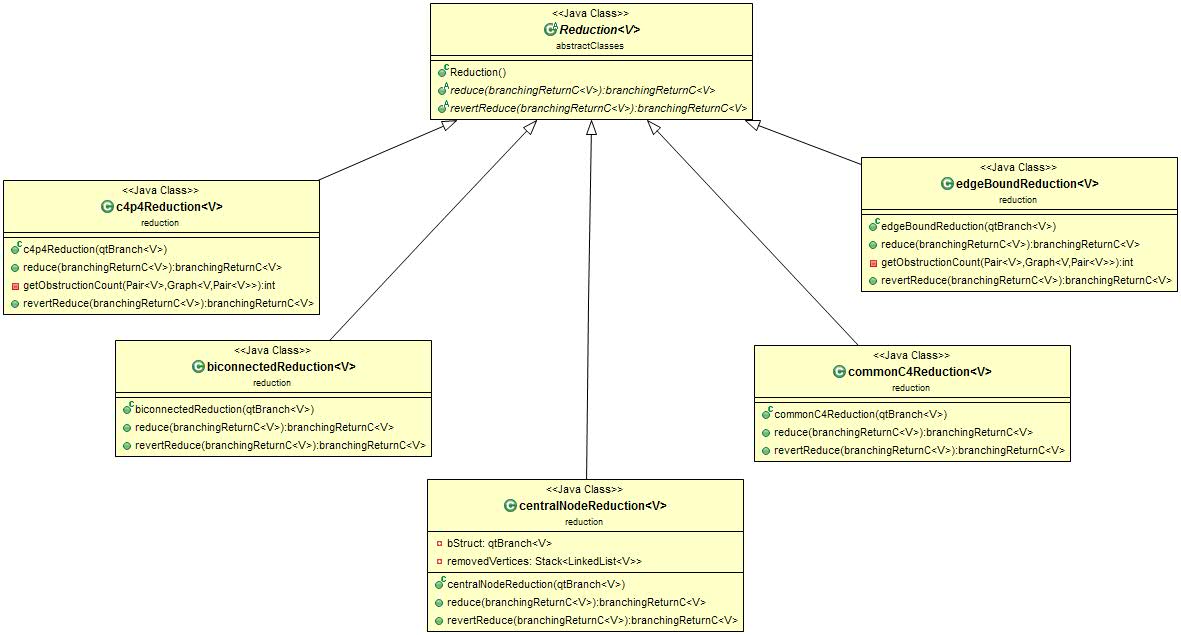 <<Java Class>>
Reduction<V>
abstractClasses
Reduction()
reduce(branchingReturnC<V>):branchingReturnC<V>
revertReduce(branchingReturnC<V>):branchingReturnC<V>
<<Java Class>>
c4p4Reduction<V>
reduction
c4p4Reduction(qtBranch<V>)
reduce(branchingReturnC<V>):branchingReturnC<V>
getObstructionCount(Pair<V>,Graph<V,Pair<V>>):int
revertReduce(branchingReturnC<V>):branchingReturnC<V>
<<Java Class>>
edgeBoundReduction<V>
reduction
edgeBoundReduction(qtBranch<V>)
reduce(branchingReturnC<V>):branchingReturnC<V>
getObstructionCount(Pair<V>,Graph<V,Pair<V>>):int
revertReduce(branchingReturnC<V>):branchingReturnC<V>
<<Java Class>>
biconnectedReduction<V>
reduction
biconnectedReduction(qtBranch<V>)
reduce(branchingReturnC<V>):branchingReturnC<V>
revertReduce(branchingReturnC<V>):branchingReturnC<V>
<<Java Class>>
commonC4Reduction<V>
reduction
commonC4Reduction(qtBranch<V>)
reduce(branchingReturnC<V>):branchingReturnC<V>
revertReduce(branchingReturnC<V>):branchingReturnC<V>
<<Java Class>>
centralNodeReduction<V>
reduction
bStruct: qtBranch<V>
removedVertices: Stack<LinkedList<V>>
centralNodeReduction(qtBranch<V>)
reduce(branchingReturnC<V>):branchingReturnC<V>
revertReduce(branchingReturnC<V>):branchingReturnC<V>